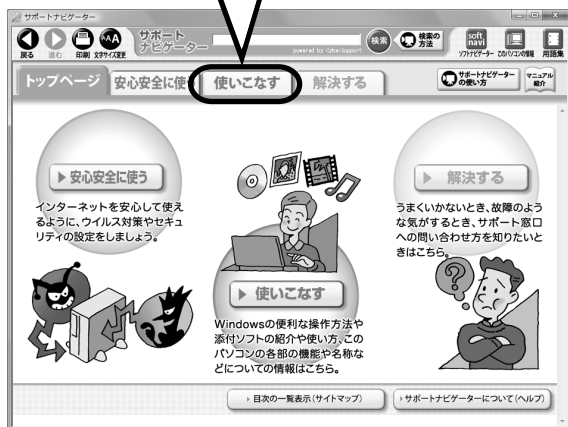 サポートナビゲーター
戻る 進む 印刷 文字サイズ変更
サポート
ナビゲーター
powered by CyberSupport
検索
検索の
方法
soft
navi
ソフトナビゲーター このパソコンの情報 用語集
トップページ 安心安全に使 使いこなす 解決する
サポートナビゲーター
の使い方
マニュアル
紹介
安心安全に使う
インターネットを安心して使え
るように、ウイルス対策やセキュ
リティの設定をしましょう。
使いこなす
Windowsの便利な操作方法や
添付ソフトの紹介や使い方、この
パソコンの各部の機能や名称な
どについての情報はこちら。
解決する
うまくいかないとき、故障のよう
な気がするとき、サポート窓口
への問い合わせ方を知りたいと
きはこちら。
目次の一覧表示(サイトマップ)
サポートナビゲーターについて(ヘルプ)